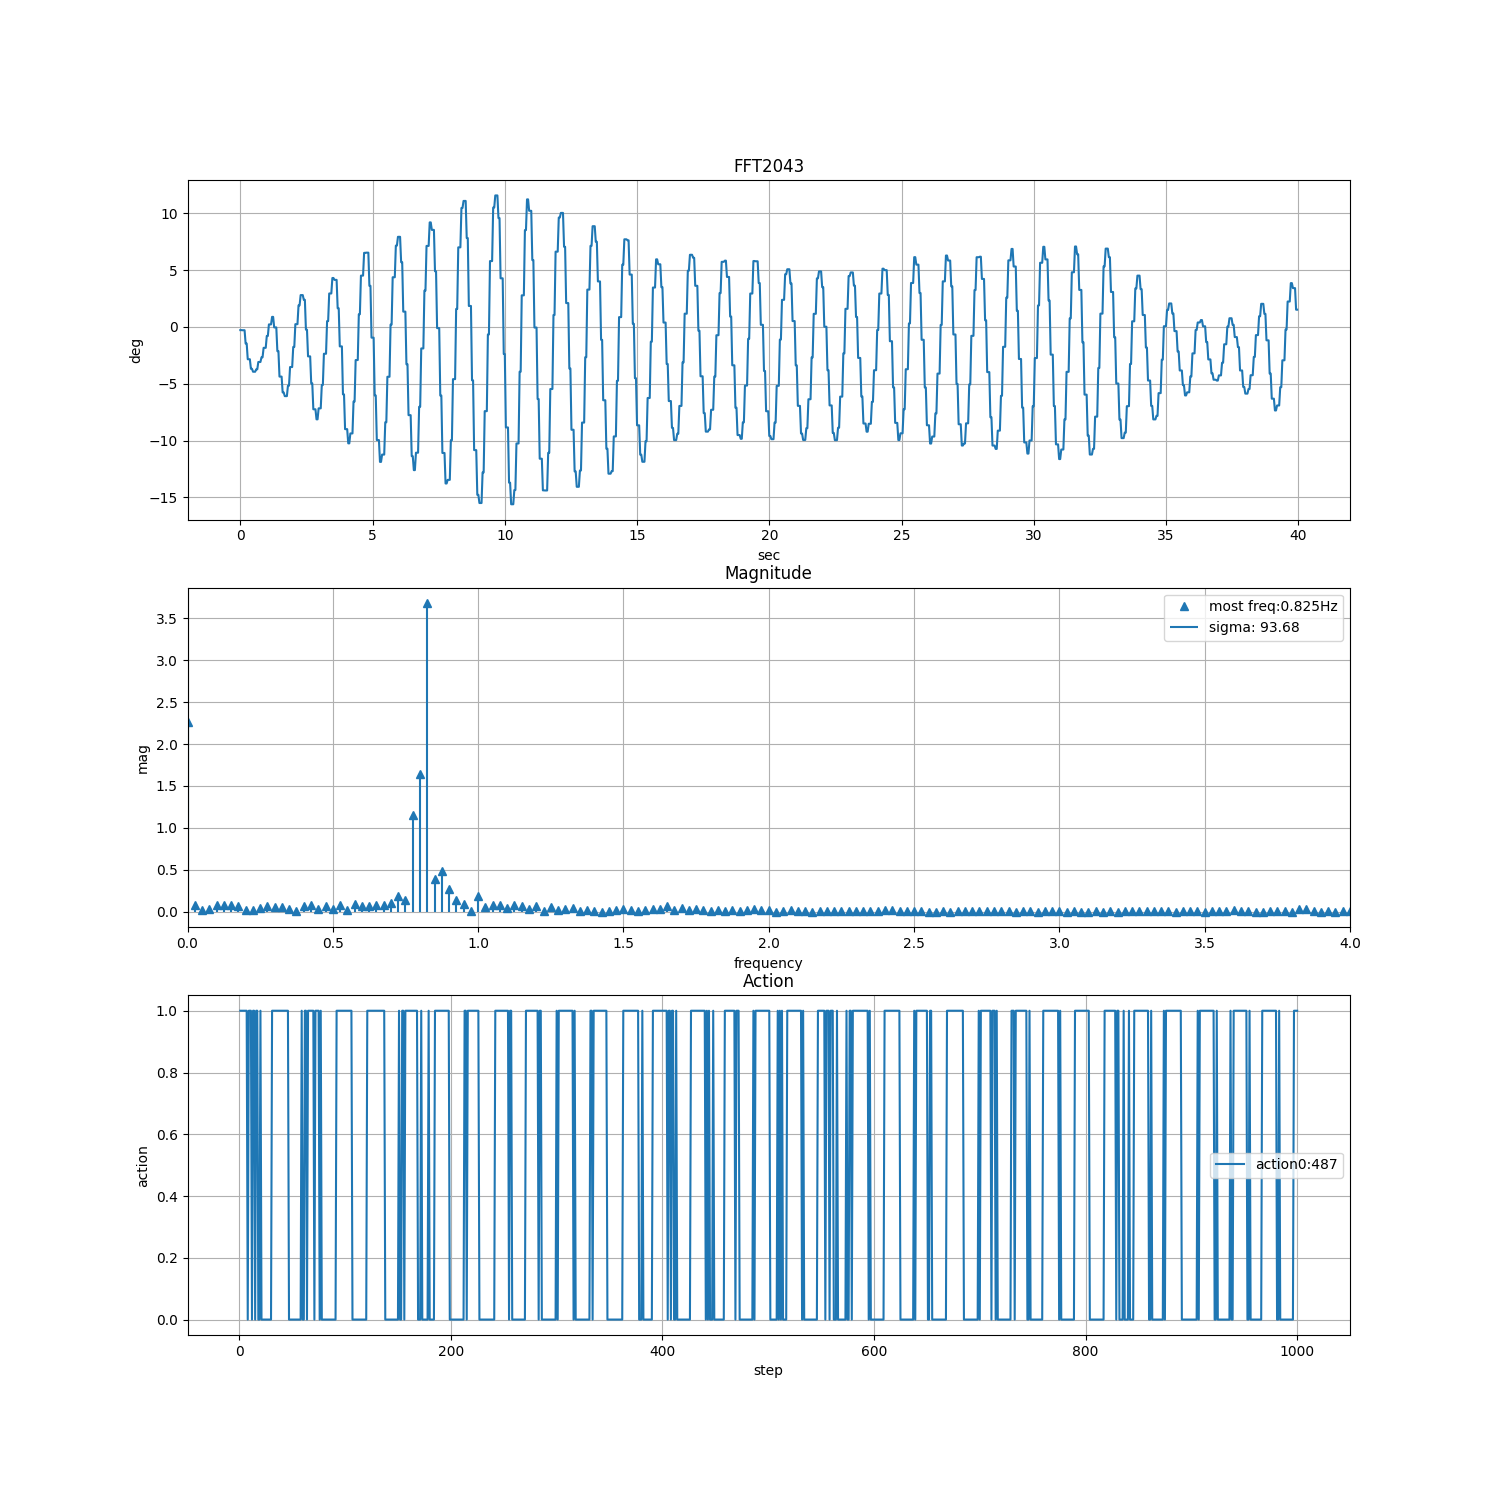 FFT2043
10
5
0
−5
−10
−15
deg
0 5 10 15 20 25 30 35 40
sec
Magnitude
most freq:0.825Hz
sigma: 93.68
3.5
3.0
2.5
2.0
1.5
1.0
0.5
0.0
mag
0.0 0.5 1.0 1.5 2.0 2.5 3.0 3.5 4.0
frequency
Action
1.0
0.8
0.6
0.4
0.2
0.0
action
action0:487
0 200 400 600 800 1000
step